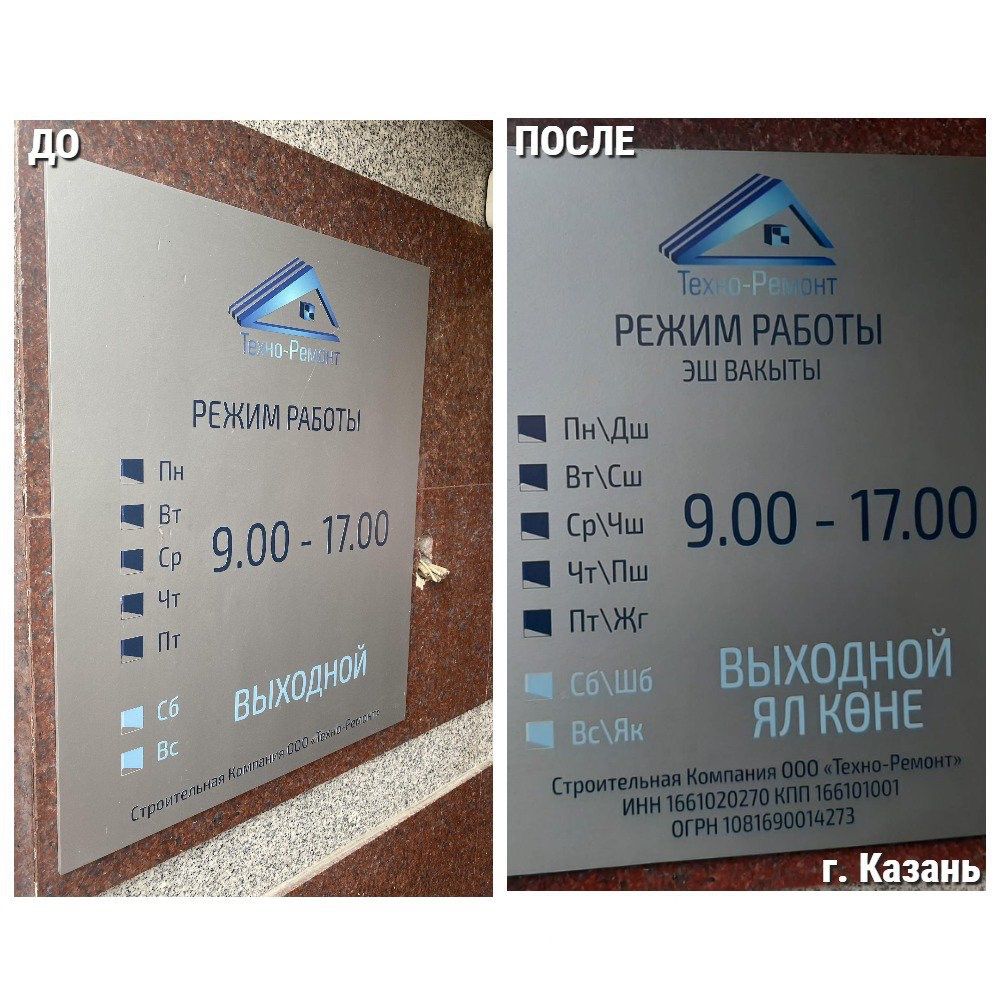 ДО
Техно-Ремонт
РЕЖИМ РАБОТЫ
Пн
Вт
Ср
Чт
Пт
9.00 - 17.00
Сб
Вс
ВЫХОДНОЙ
Строительная Компания ООО «Техно-Ремонт»
ПОСЛЕ
Техно-Ремонт
РЕЖИМ РАБОТЫ
ЭШ ВАКЫТЫ
Пн\Дш
Вт\Сш
Ср\Чш
Чт\Пш
Пт\Җг
9.00 - 17.00
Сб\Шб
Вс\Як
ВЫХОДНОЙ
ЯЛ КӨНЕ
Строительная Компания ООО «Техно-Ремонт»
ИНН 1661020270 КПП 166101001
ОГРН 1081690014273
г. Казань